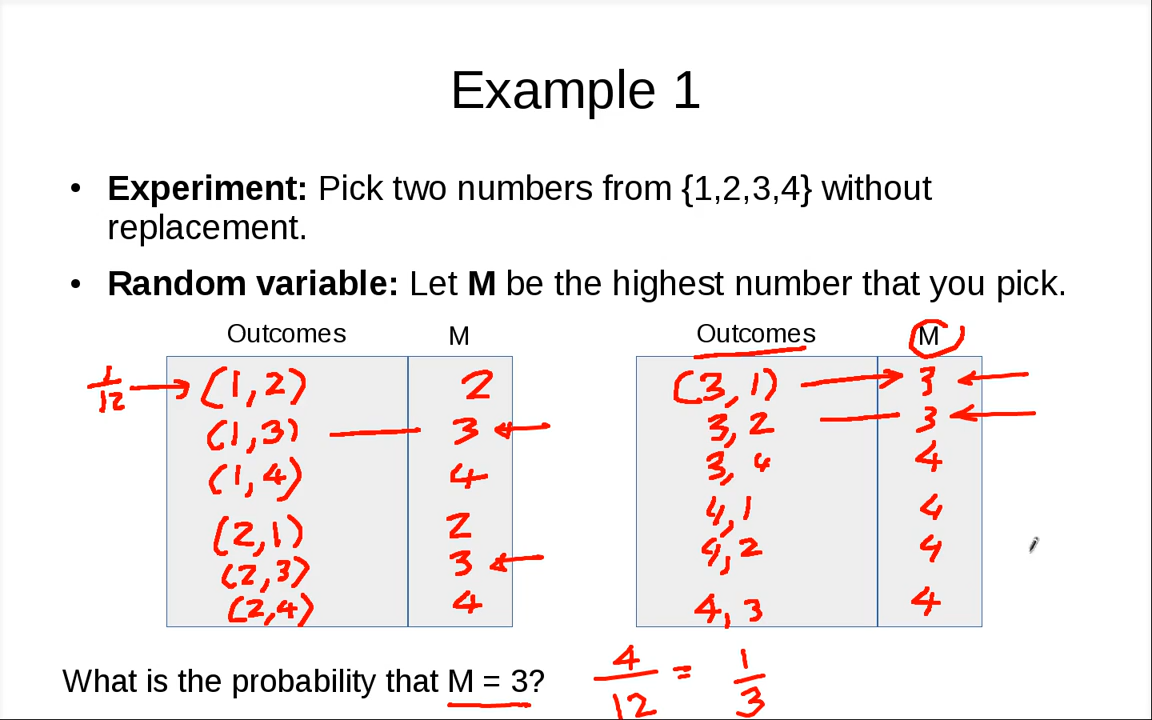 Example 1
• Experiment: Pick two numbers from {1,2,3,4} without
replacement.
• Random variable: Let M be the highest number that you pick.
Outcomes M
1/12 → (1,2) 2
(1,3) — 3 ←
(1,4) 4
(2,1) 2
(2,3) 3 ←
(2,4) 4
Outcomes M
(3,1) → 3 ←
3,2 — 3 ←
3,4 4
4,1 4
4,2 4
4,3 4
What is the probability that M = 3? 4/12 = 1/3